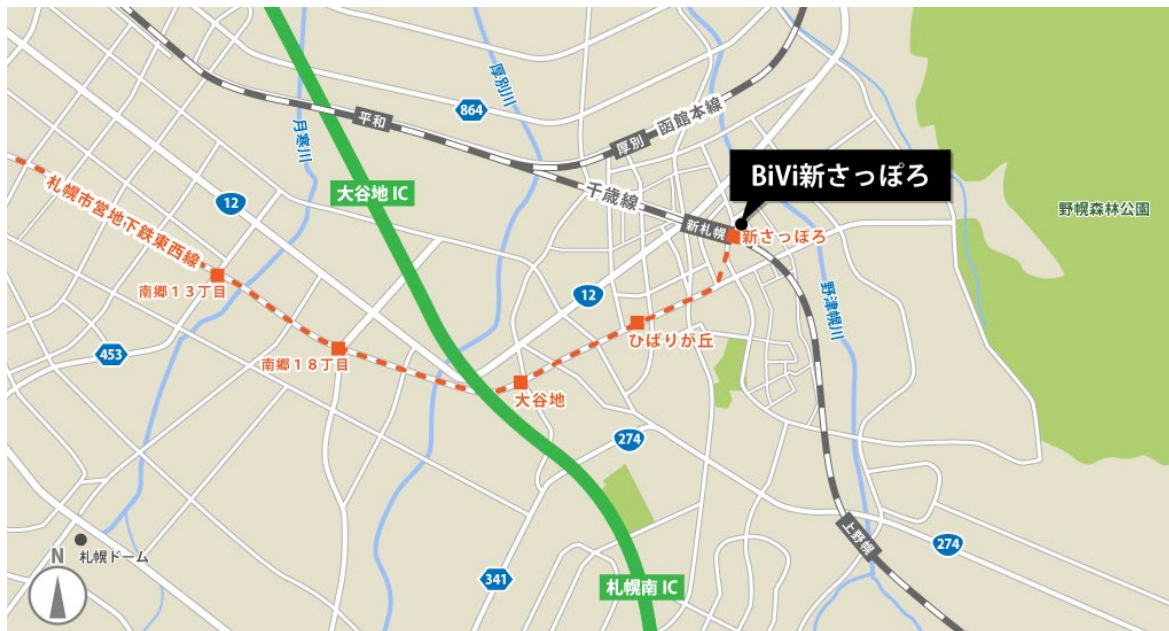 864
平和
厚別川
厚別
函館本線
月寒川
BiVi新さっぽろ
千歳線
大谷地 IC
12
札幌市営地下鉄東西線
野幌森林公園
新札幌
新さっぽろ
南郷13丁目
12
野津幌川
ひばりが丘
453
南郷18丁目
大谷地
274
上野幌
274
N
札幌ドーム
341
札幌南 IC